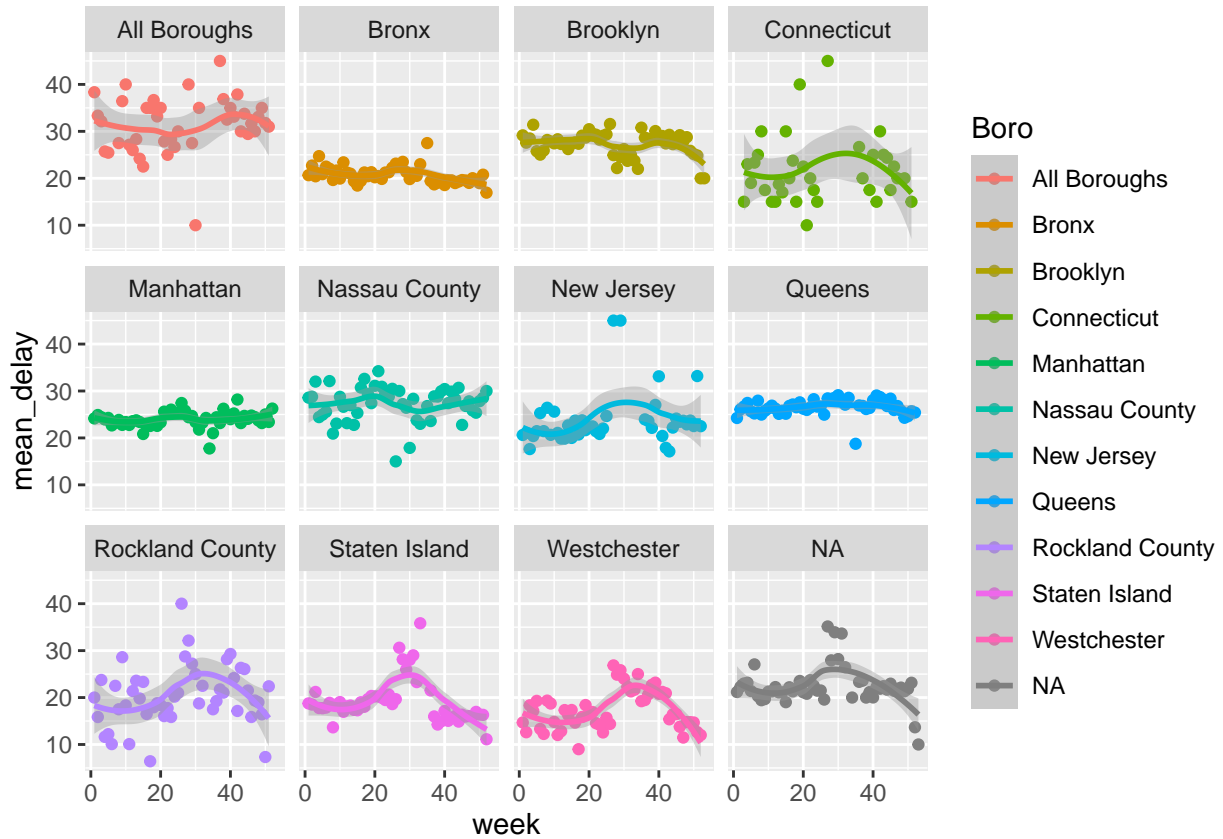 All Boroughs Bronx Brooklyn Connecticut
40
30
20
10
Manhattan Nassau County New Jersey Queens
40
30
20
10
Rockland County Staten Island Westchester NA
40
30
20
10
0 20 40 0 20 40 0 20 40 0 20 40
week
mean_delay
Boro
All Boroughs
Bronx
Brooklyn
Connecticut
Manhattan
Nassau County
New Jersey
Queens
Rockland County
Staten Island
Westchester
NA